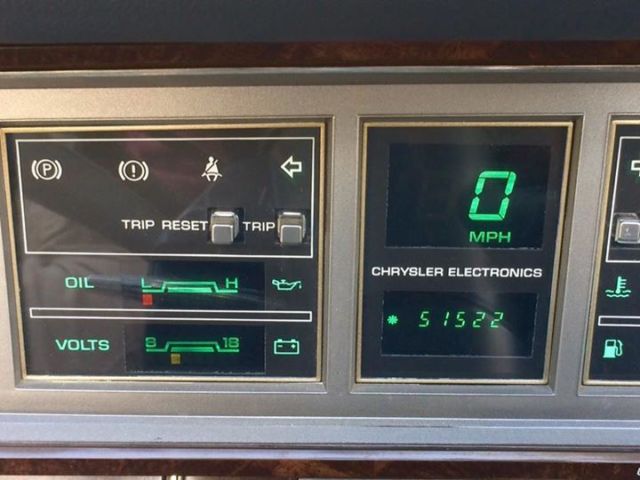 P !
TRIP RESET TRIP
OIL L H
VOLTS 8 18
0
MPH
CHRYSLER ELECTRONICS
* 51522